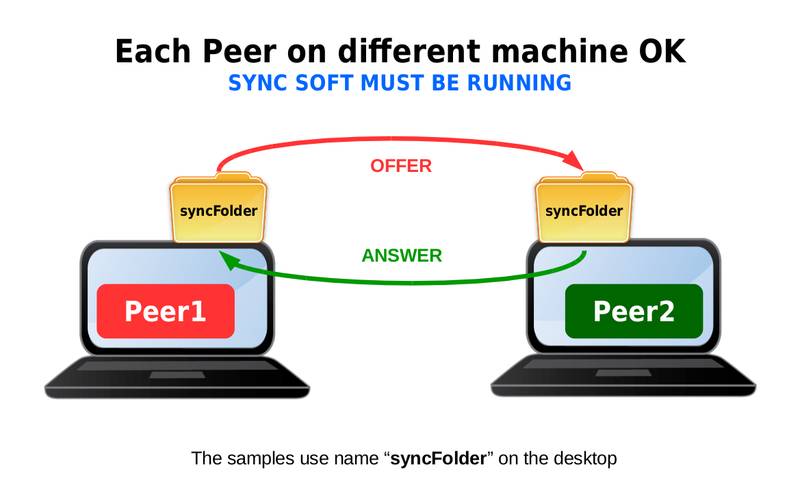 Each Peer on different machine OK
SYNC SOFT MUST BE RUNNING
OFFER
syncFolder
syncFolder
ANSWER
Peer1
Peer2
The samples use name “syncFolder” on the desktop